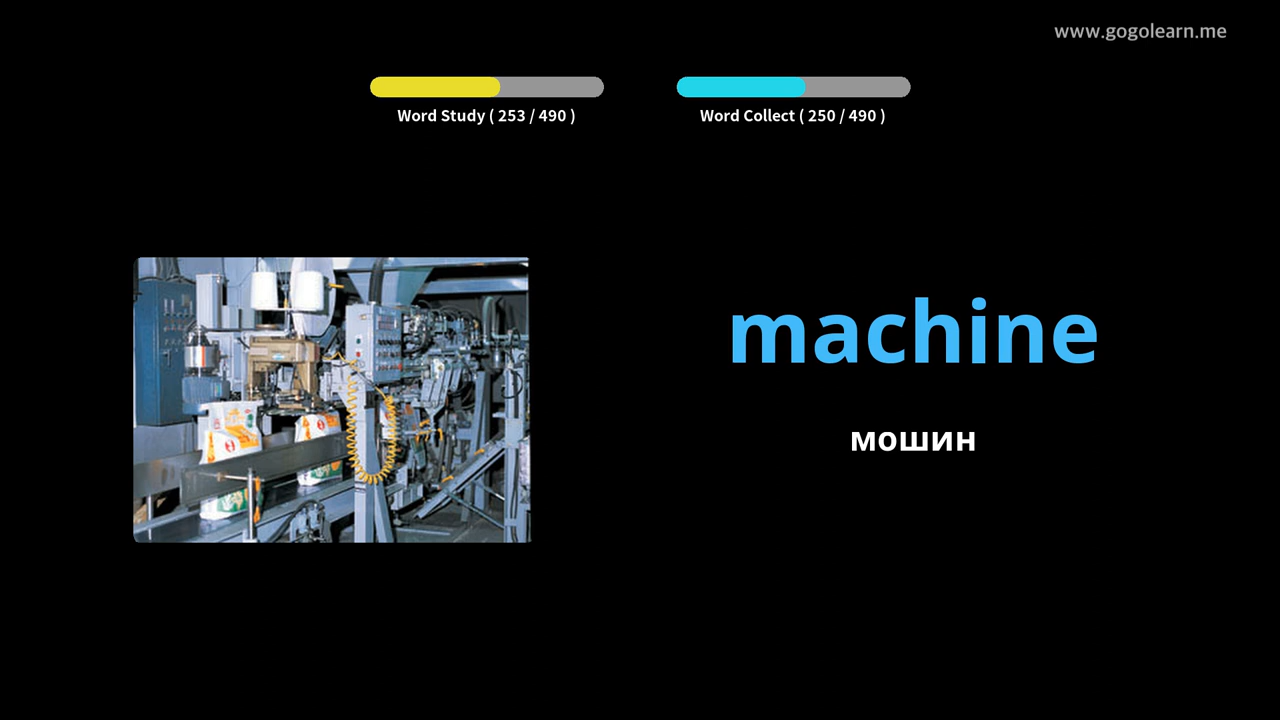 www.gogolearn.me
Word Study ( 253 / 490 )
Word Collect ( 250 / 490 )
machine
мошин